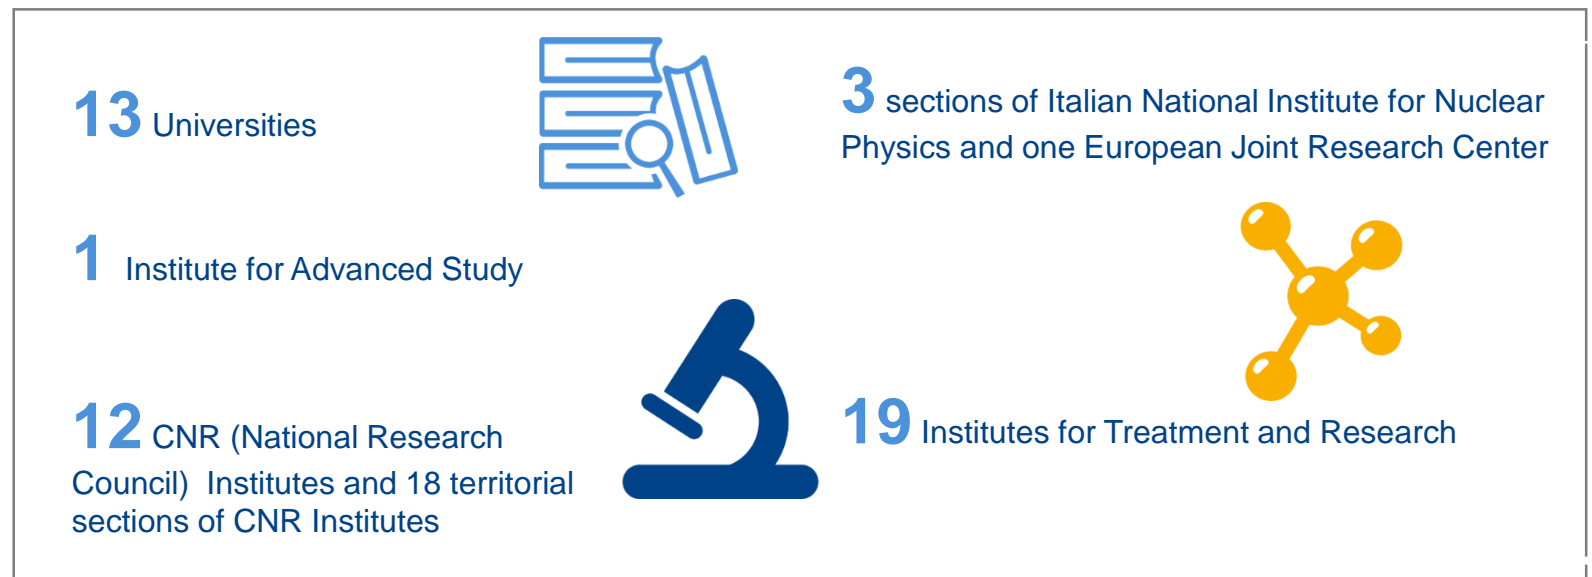 13 Universities
1 Institute for Advanced Study
12 CNR (National Research
Council) Institutes and 18 territorial
sections of CNR Institutes
3 sections of Italian National Institute for Nuclear
Physics and one European Joint Research Center
19 Institutes for Treatment and Research